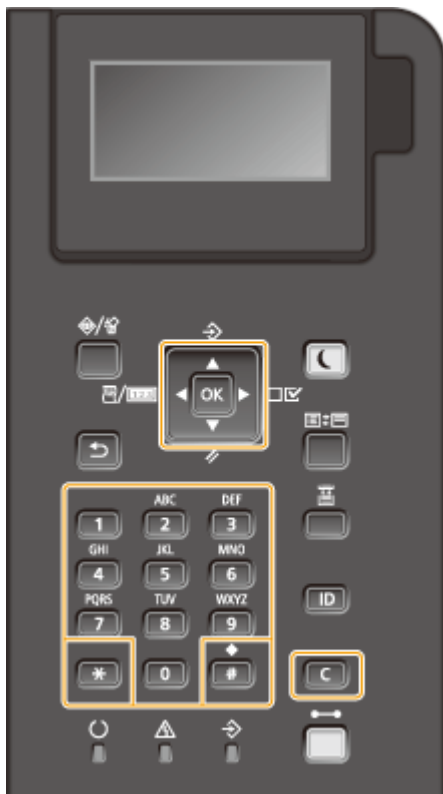 123
OK
ABC DEF
1 2 3
GHI JKL MNO
4 5 6
ID
PQRS TUV WXYZ
7 8 9
* 0 # C